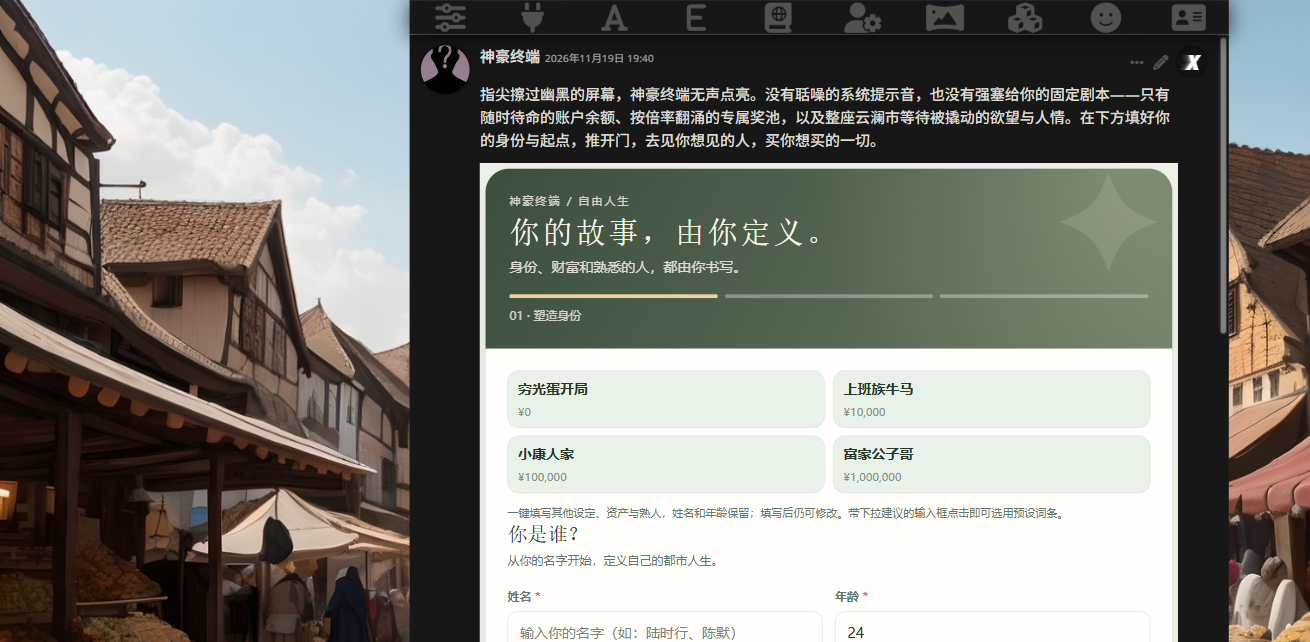 神豪终端 2026年11月19日 19:40
指尖擦过幽黑的屏幕，神豪终端无声点亮。没有聒噪的系统提示音，也没有强塞给你的固定剧本——只有
随时待命的账户余额、按倍率翻涌的专属奖池，以及整座云澜市等待被撬动的欲望与人情。在下方填好你
的身份与起点，推开门，去见你想见的人，买你想买的一切。
神豪终端 / 自由人生
你的故事，由你定义。
身份、财富和熟悉的人，都由你书写。
01 · 塑造身份
穷光蛋开局
¥0
上班族牛马
¥10,000
小康人家
¥100,000
富家公子哥
¥1,000,000
一键填写其他设定、资产与熟人，姓名和年龄保留；填写后仍可修改。带下拉建议的输入框点击即可选用预设词条。
你是谁？
从你的名字开始，定义自己的都市人生。
姓名 *
年龄 *
输入你的名字（如：陆时行、陈默）
24